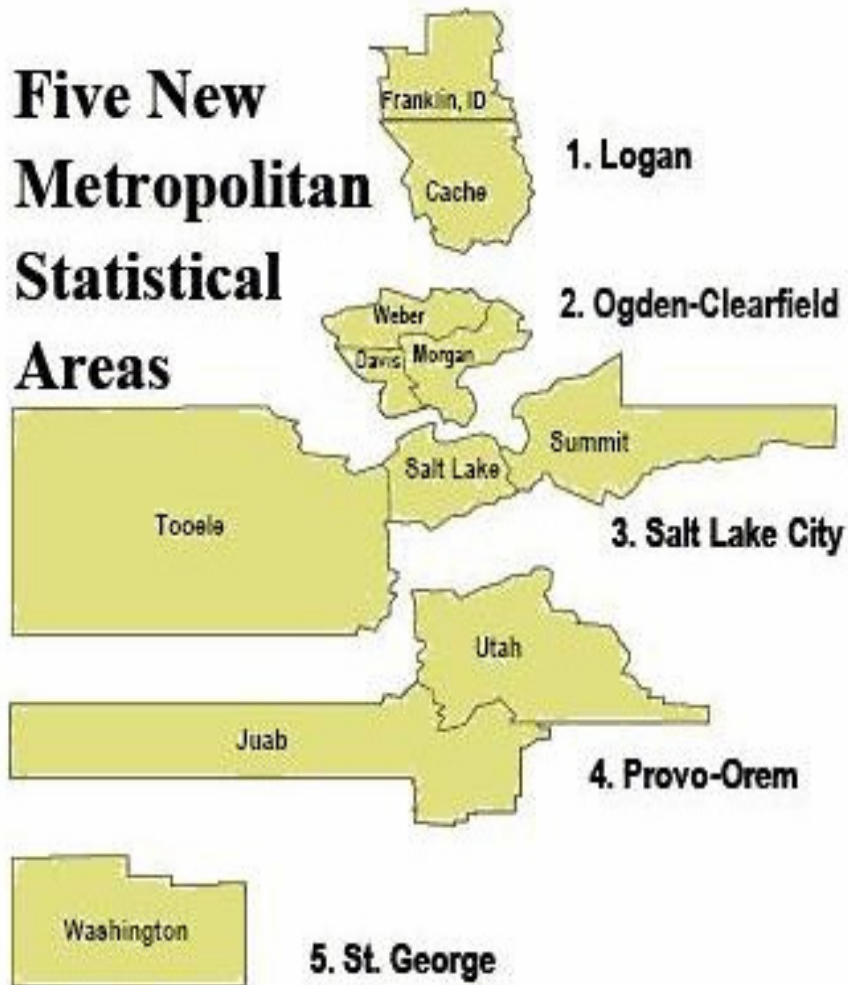 Five New
Metropolitan
Statistical
Areas
Franklin, ID
Cache
1. Logan
Weber
Davis
Morgan
2. Ogden-Clearfield
Summit
Salt Lake
Tooele
3. Salt Lake City
Utah
Juab
4. Provo-Orem
Washington
5. St. George